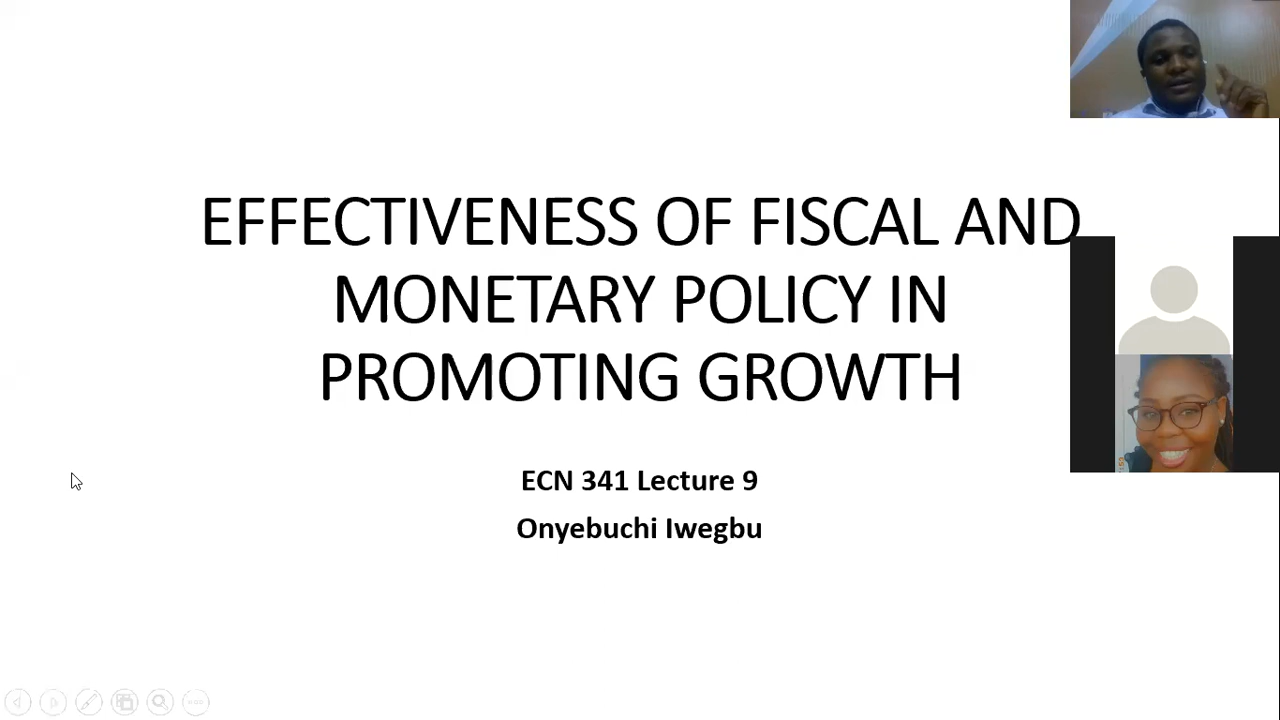 EFFECTIVENESS OF FISCAL AND
MONETARY POLICY IN
PROMOTING GROWTH
ECN 341 Lecture 9
Onyebuchi Iwegbu